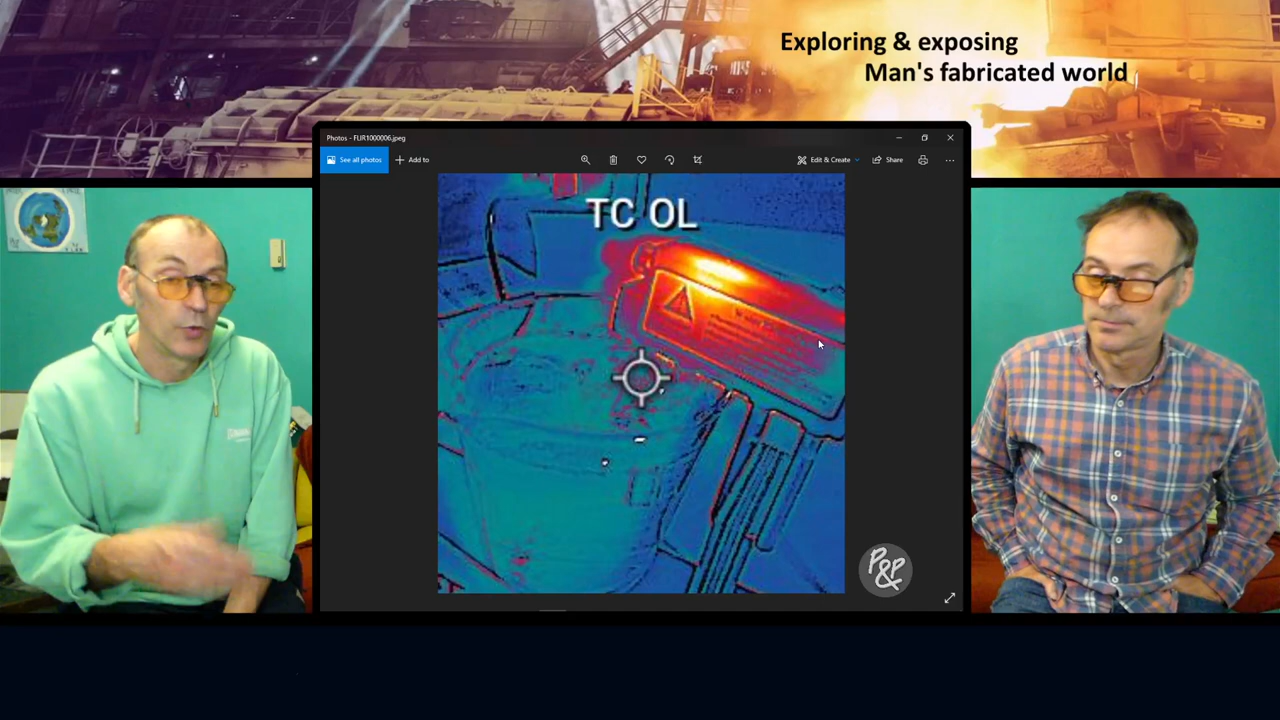 Exploring & exposing
Man's fabricated world
Photos - FLIR1000006.jpeg
See all photos
Add to
Edit & Create
Share
TC OL
P&P